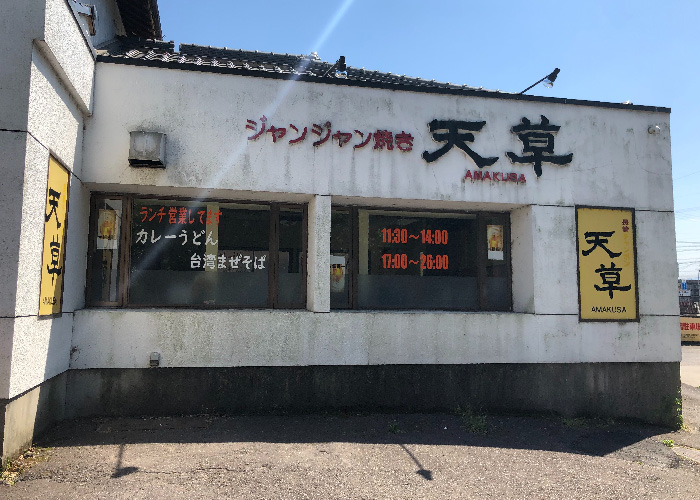 ジャンジャン焼き 天草
AMAKUSA
天草
ランチ営業してます
カレーうどん
台湾まぜそば
11:30～14:00
17:00～26:00
天草
AMAKUSA